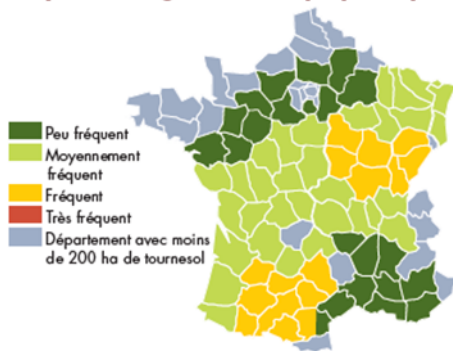 Peu fréquent
Moyennement
fréquent
Fréquent
Très fréquent
Département avec moins
de 200 ha de tournesol